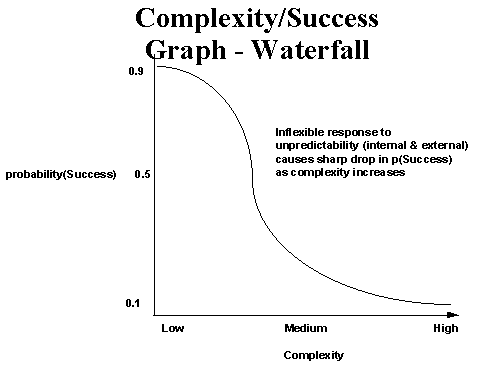 Complexity/Success
Graph - Waterfall
0.9
Inflexible response to
unpredictability (internal & external)
causes sharp drop in p(Success)
as complexity increases
probability(Success)
0.5
0.1
Low
Medium
High
Complexity